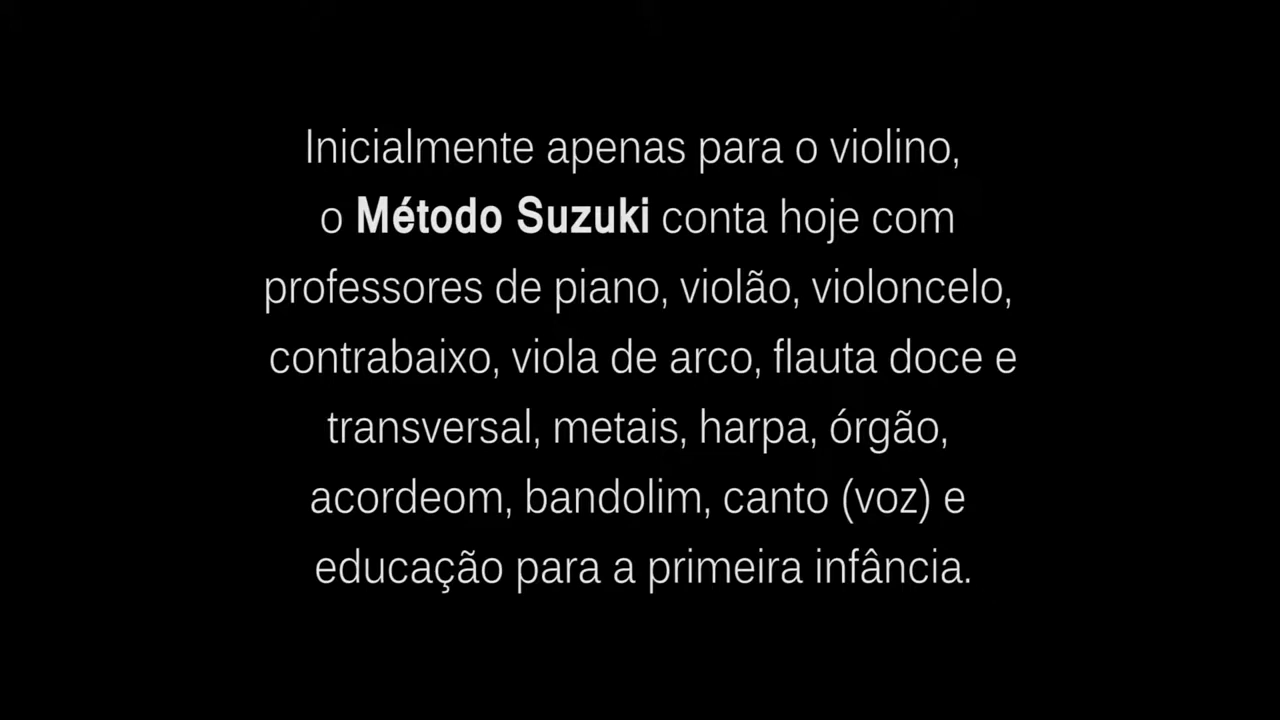 Inicialmente apenas para o violino,
o Método Suzuki conta hoje com
professores de piano, violão, violoncelo,
contrabaixo, viola de arco, flauta doce e
transversal, metais, harpa, órgão,
acordeom, bandolim, canto (voz) e
educação para a primeira infância.